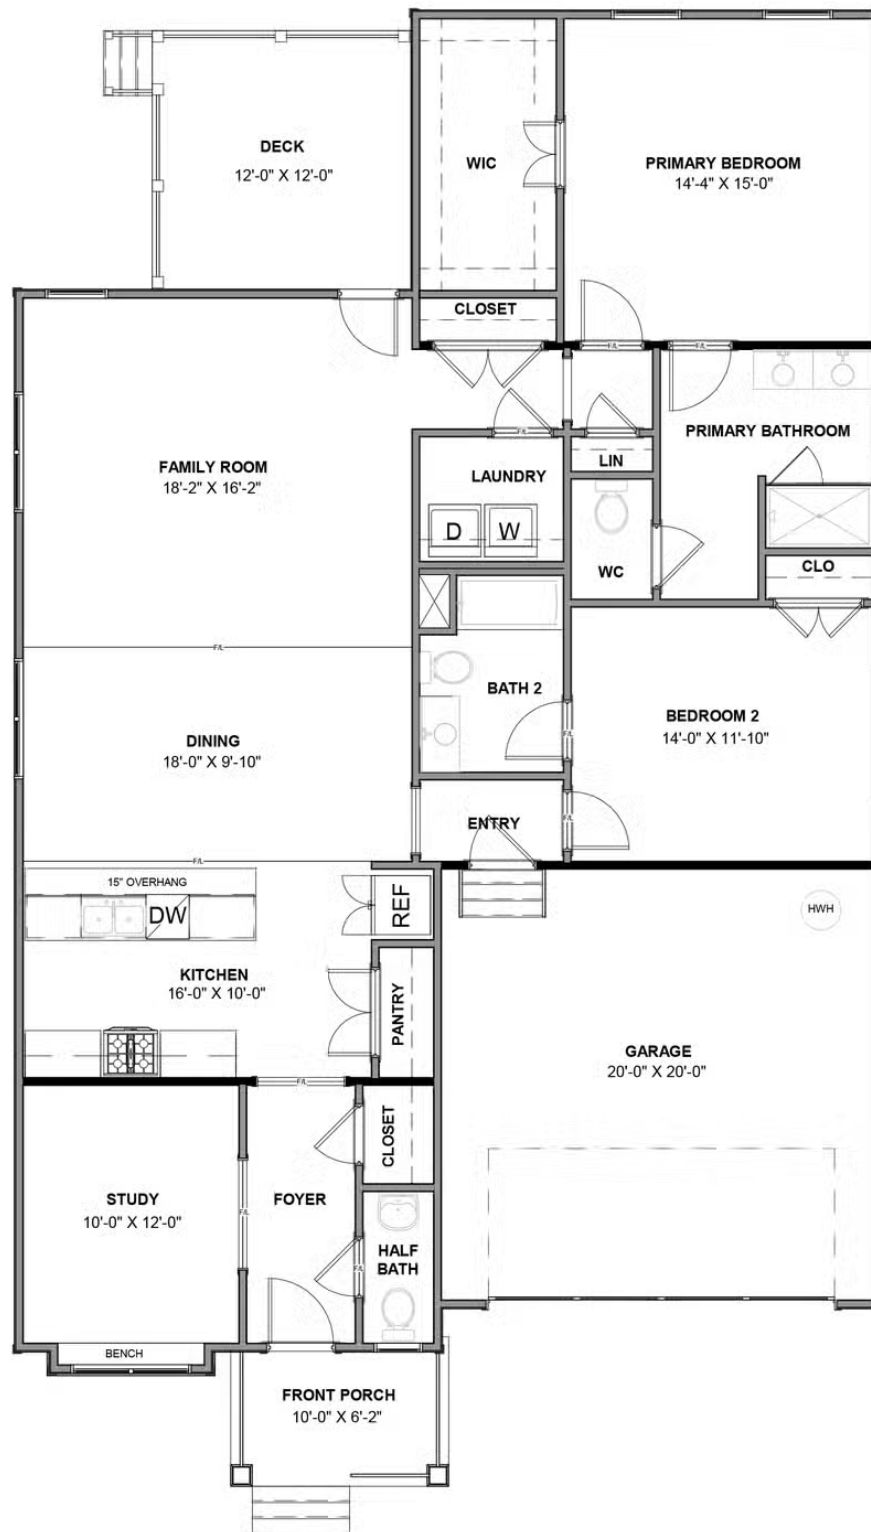 DECK
12'-0" X 12'-0"
WIC
PRIMARY BEDROOM
14'-4" X 15'-0"
CLOSET
F/L
F/L
PRIMARY BATHROOM
F/L
FAMILY ROOM
18'-2" X 16'-2"
LAUNDRY
LIN
D
W
WC
CLO
F/L
BATH 2
BEDROOM 2
14'-0" X 11'-10"
F/L
DINING
18'-0" X 9'-10"
ENTRY
F/L
F/L
15" OVERHANG
DW
REF
HWH
KITCHEN
16'-0" X 10'-0"
PANTRY
GARAGE
20'-0" X 20'-0"
F/L
CLOSET
STUDY
10'-0" X 12'-0"
F/L
FOYER
HALF
BATH
F/L
BENCH
FRONT PORCH
10'-0" X 6'-2"